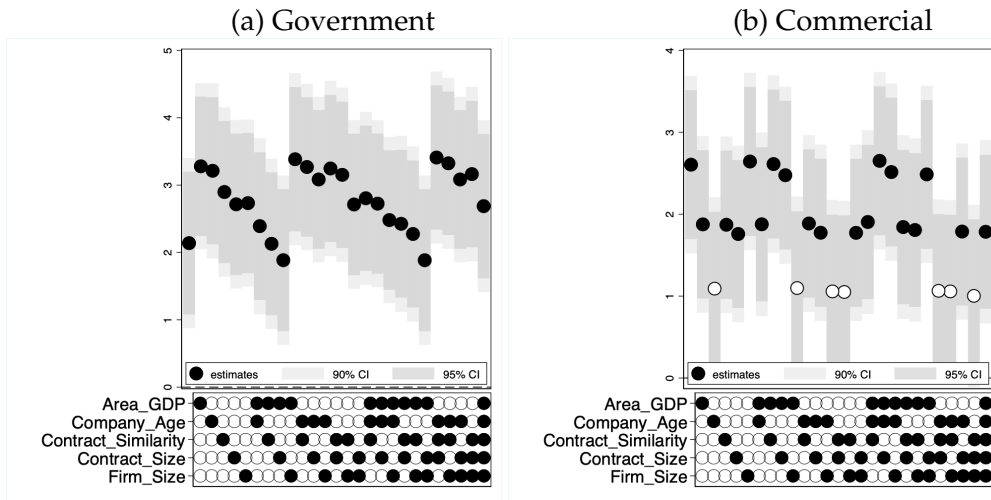 (a) Government
(b) Commercial
5
4
3
2
1
0
estimates 90% CI 95% CI
Area_GDP
Company_Age
Contract_Similarity
Contract_Size
Firm_Size
4
3
2
1
0
estimates 90% CI 95% CI
Area_GDP
Company_Age
Contract_Similarity
Contract_Size
Firm_Size